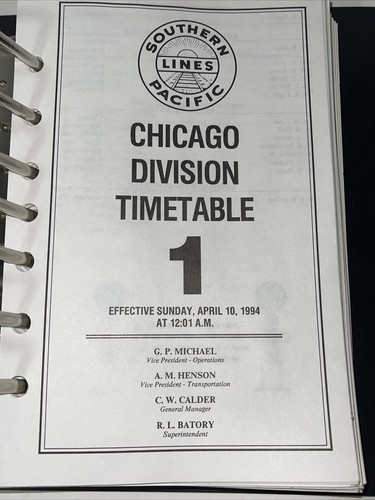 SOUTHERN
LINES
PACIFIC
CHICAGO
DIVISION
TIMETABLE
1
EFFECTIVE SUNDAY, APRIL 10, 1994
AT 12:01 A.M.
G. P. MICHAEL
Vice President - Operations
A. M. HENSON
Vice President - Transportation
C. W. CALDER
General Manager
R. L. BATORY
Superintendent